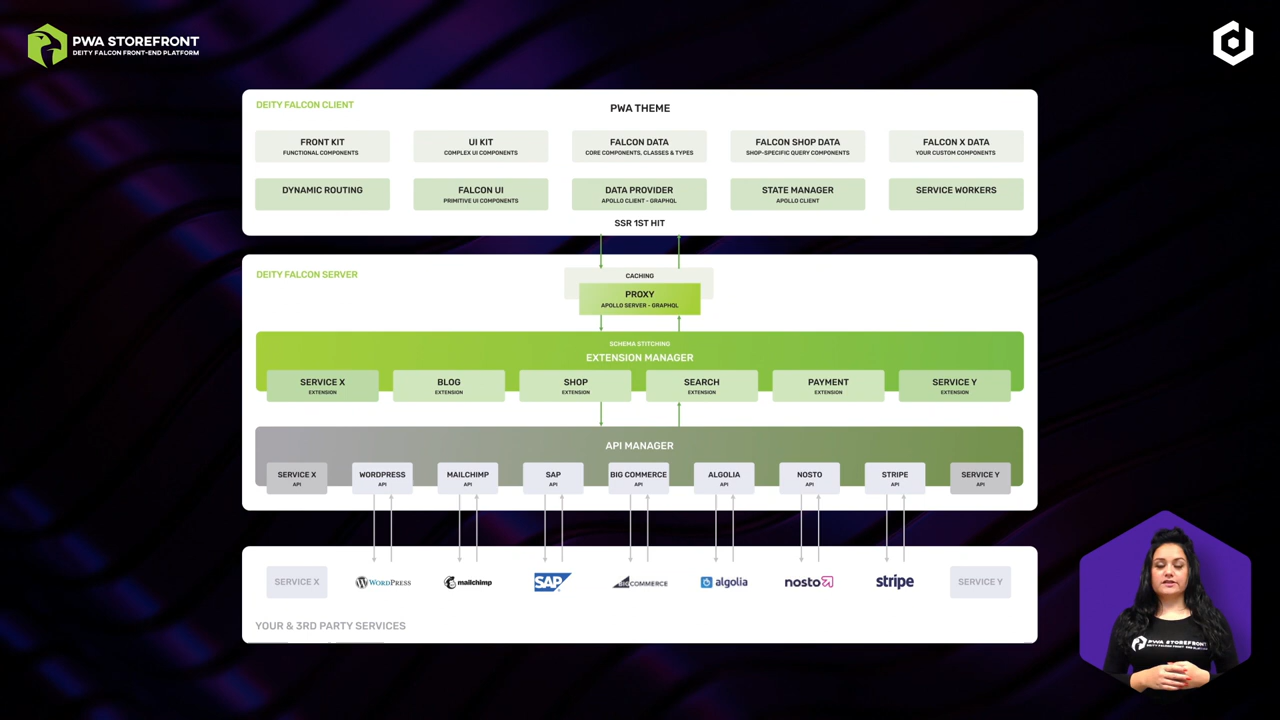 PWA STOREFRONT
DEITY FALCON FRONT-END PLATFORM
DEITY FALCON CLIENT
PWA THEME
FRONT KIT
FUNCTIONAL COMPONENTS
UI KIT
COMPLEX UI COMPONENTS
FALCON DATA
CORE COMPONENTS, CLASSES & TYPES
FALCON SHOP DATA
SHOP-SPECIFIC QUERY COMPONENTS
FALCON X DATA
YOUR CUSTOM COMPONENTS
DYNAMIC ROUTING
FALCON UI
PRIMITIVE UI COMPONENTS
DATA PROVIDER
APOLLO CLIENT - GRAPHQL
STATE MANAGER
APOLLO CLIENT
SERVICE WORKERS
SSR 1ST HIT
DEITY FALCON SERVER
CACHING
PROXY
APOLLO SERVER - GRAPHQL
SCHEMA STITCHING
EXTENSION MANAGER
SERVICE X
EXTENSION
BLOG
EXTENSION
SHOP
EXTENSION
SEARCH
EXTENSION
PAYMENT
EXTENSION
SERVICE Y
EXTENSION
API MANAGER
SERVICE X
API
WORDPRESS
API
MAILCHIMP
API
SAP
API
BIG COMMERCE
API
ALGOLIA
API
NOSTO
API
STRIPE
API
SERVICE Y
API
SERVICE X
WORDPRESS
mailchimp
SAP
BIGCOMMERCE
algolia
nosto
stripe
SERVICE Y
YOUR & 3RD PARTY SERVICES
PWA STOREFRONT
DEITY FALCON FRONT-END PLATFORM